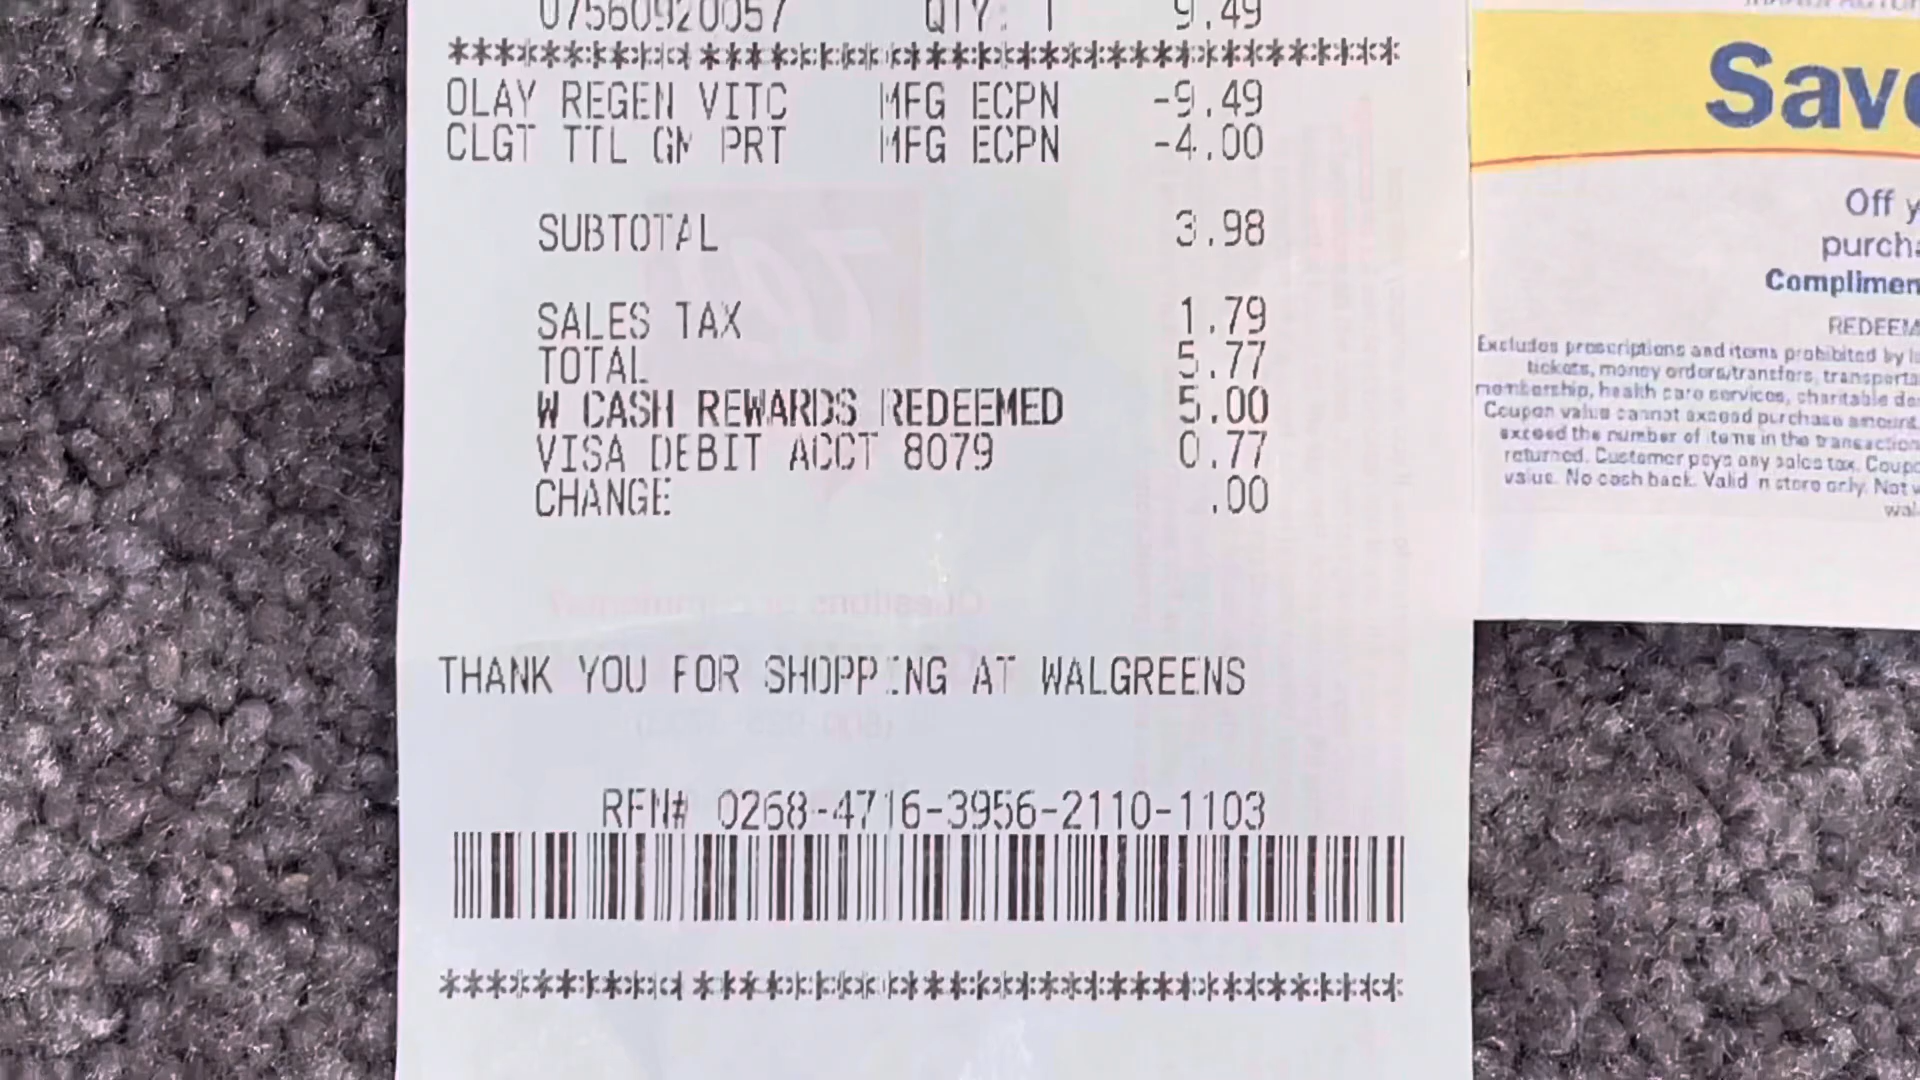 07560920057 QTY: 1 9.49
*****************************************
OLAY REGEN VITC MFG ECPN -9.49
CLGT TTL GM PRT MFG ECPN -4.00
SUBTOTAL 3.98
SALES TAX 1.79
TOTAL 5.77
W CASH REWARDS REDEEMED 5.00
VISA DEBIT ACCT 8079 0.77
CHANGE .00
THANK YOU FOR SHOPPING AT WALGREENS
RFN# 0268-4716-3956-2110-1103
*****************************************
Save
Off y
purcha
Complimen
REDEEM
Excludes prescriptions and items prohibited by la
tickets, money orders/transfers, transporta
membership, health care services, charitable do
Coupon value cannot exceed purchase amount.
exceed the number of items in the transaction
returned. Customer pays any sales tax. Coupo
value. No cash back. Valid in store only. Not v
wal